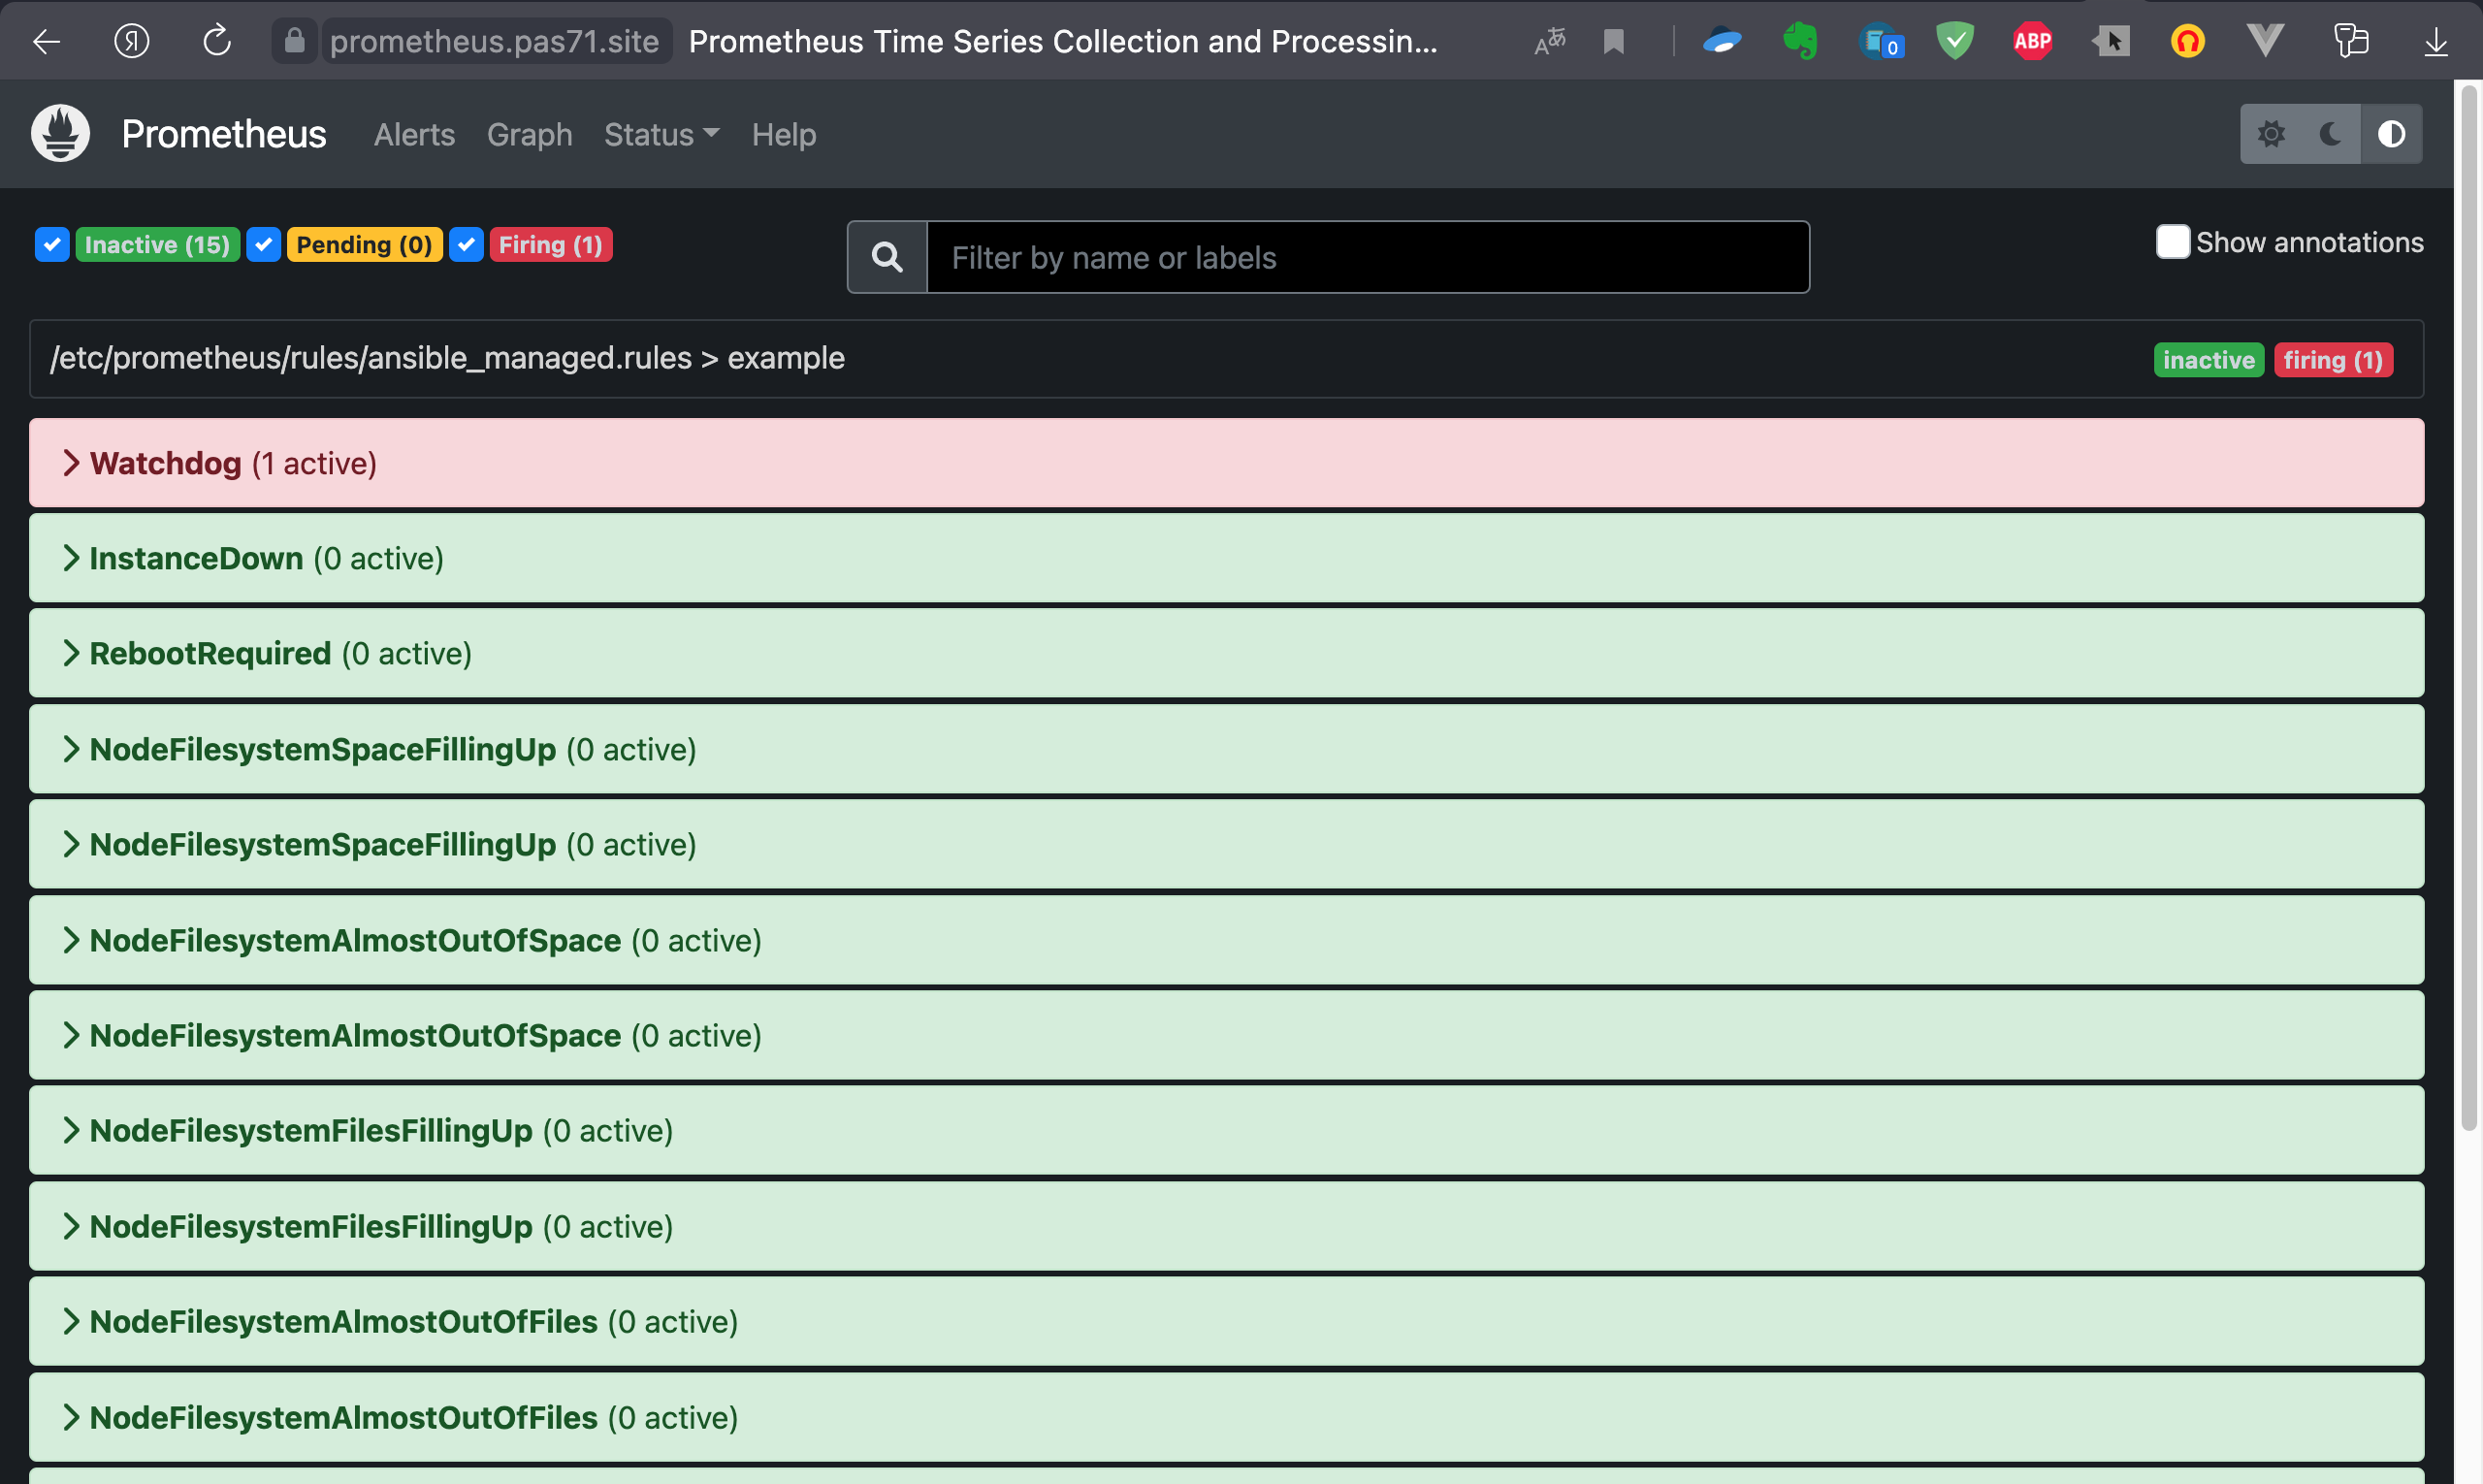 Я prometheus.pas71.site Prometheus Time Series Collection and Processin... 0 ABP
Prometheus Alerts Graph Status Help
Inactive (15) Pending (0) Firing (1) Filter by name or labels Show annotations
/etc/prometheus/rules/ansible_managed.rules > example inactive firing (1)
Watchdog (1 active)
InstanceDown (0 active)
RebootRequired (0 active)
NodeFilesystemSpaceFillingUp (0 active)
NodeFilesystemSpaceFillingUp (0 active)
NodeFilesystemAlmostOutOfSpace (0 active)
NodeFilesystemAlmostOutOfSpace (0 active)
NodeFilesystemFilesFillingUp (0 active)
NodeFilesystemFilesFillingUp (0 active)
NodeFilesystemAlmostOutOfFiles (0 active)
NodeFilesystemAlmostOutOfFiles (0 active)